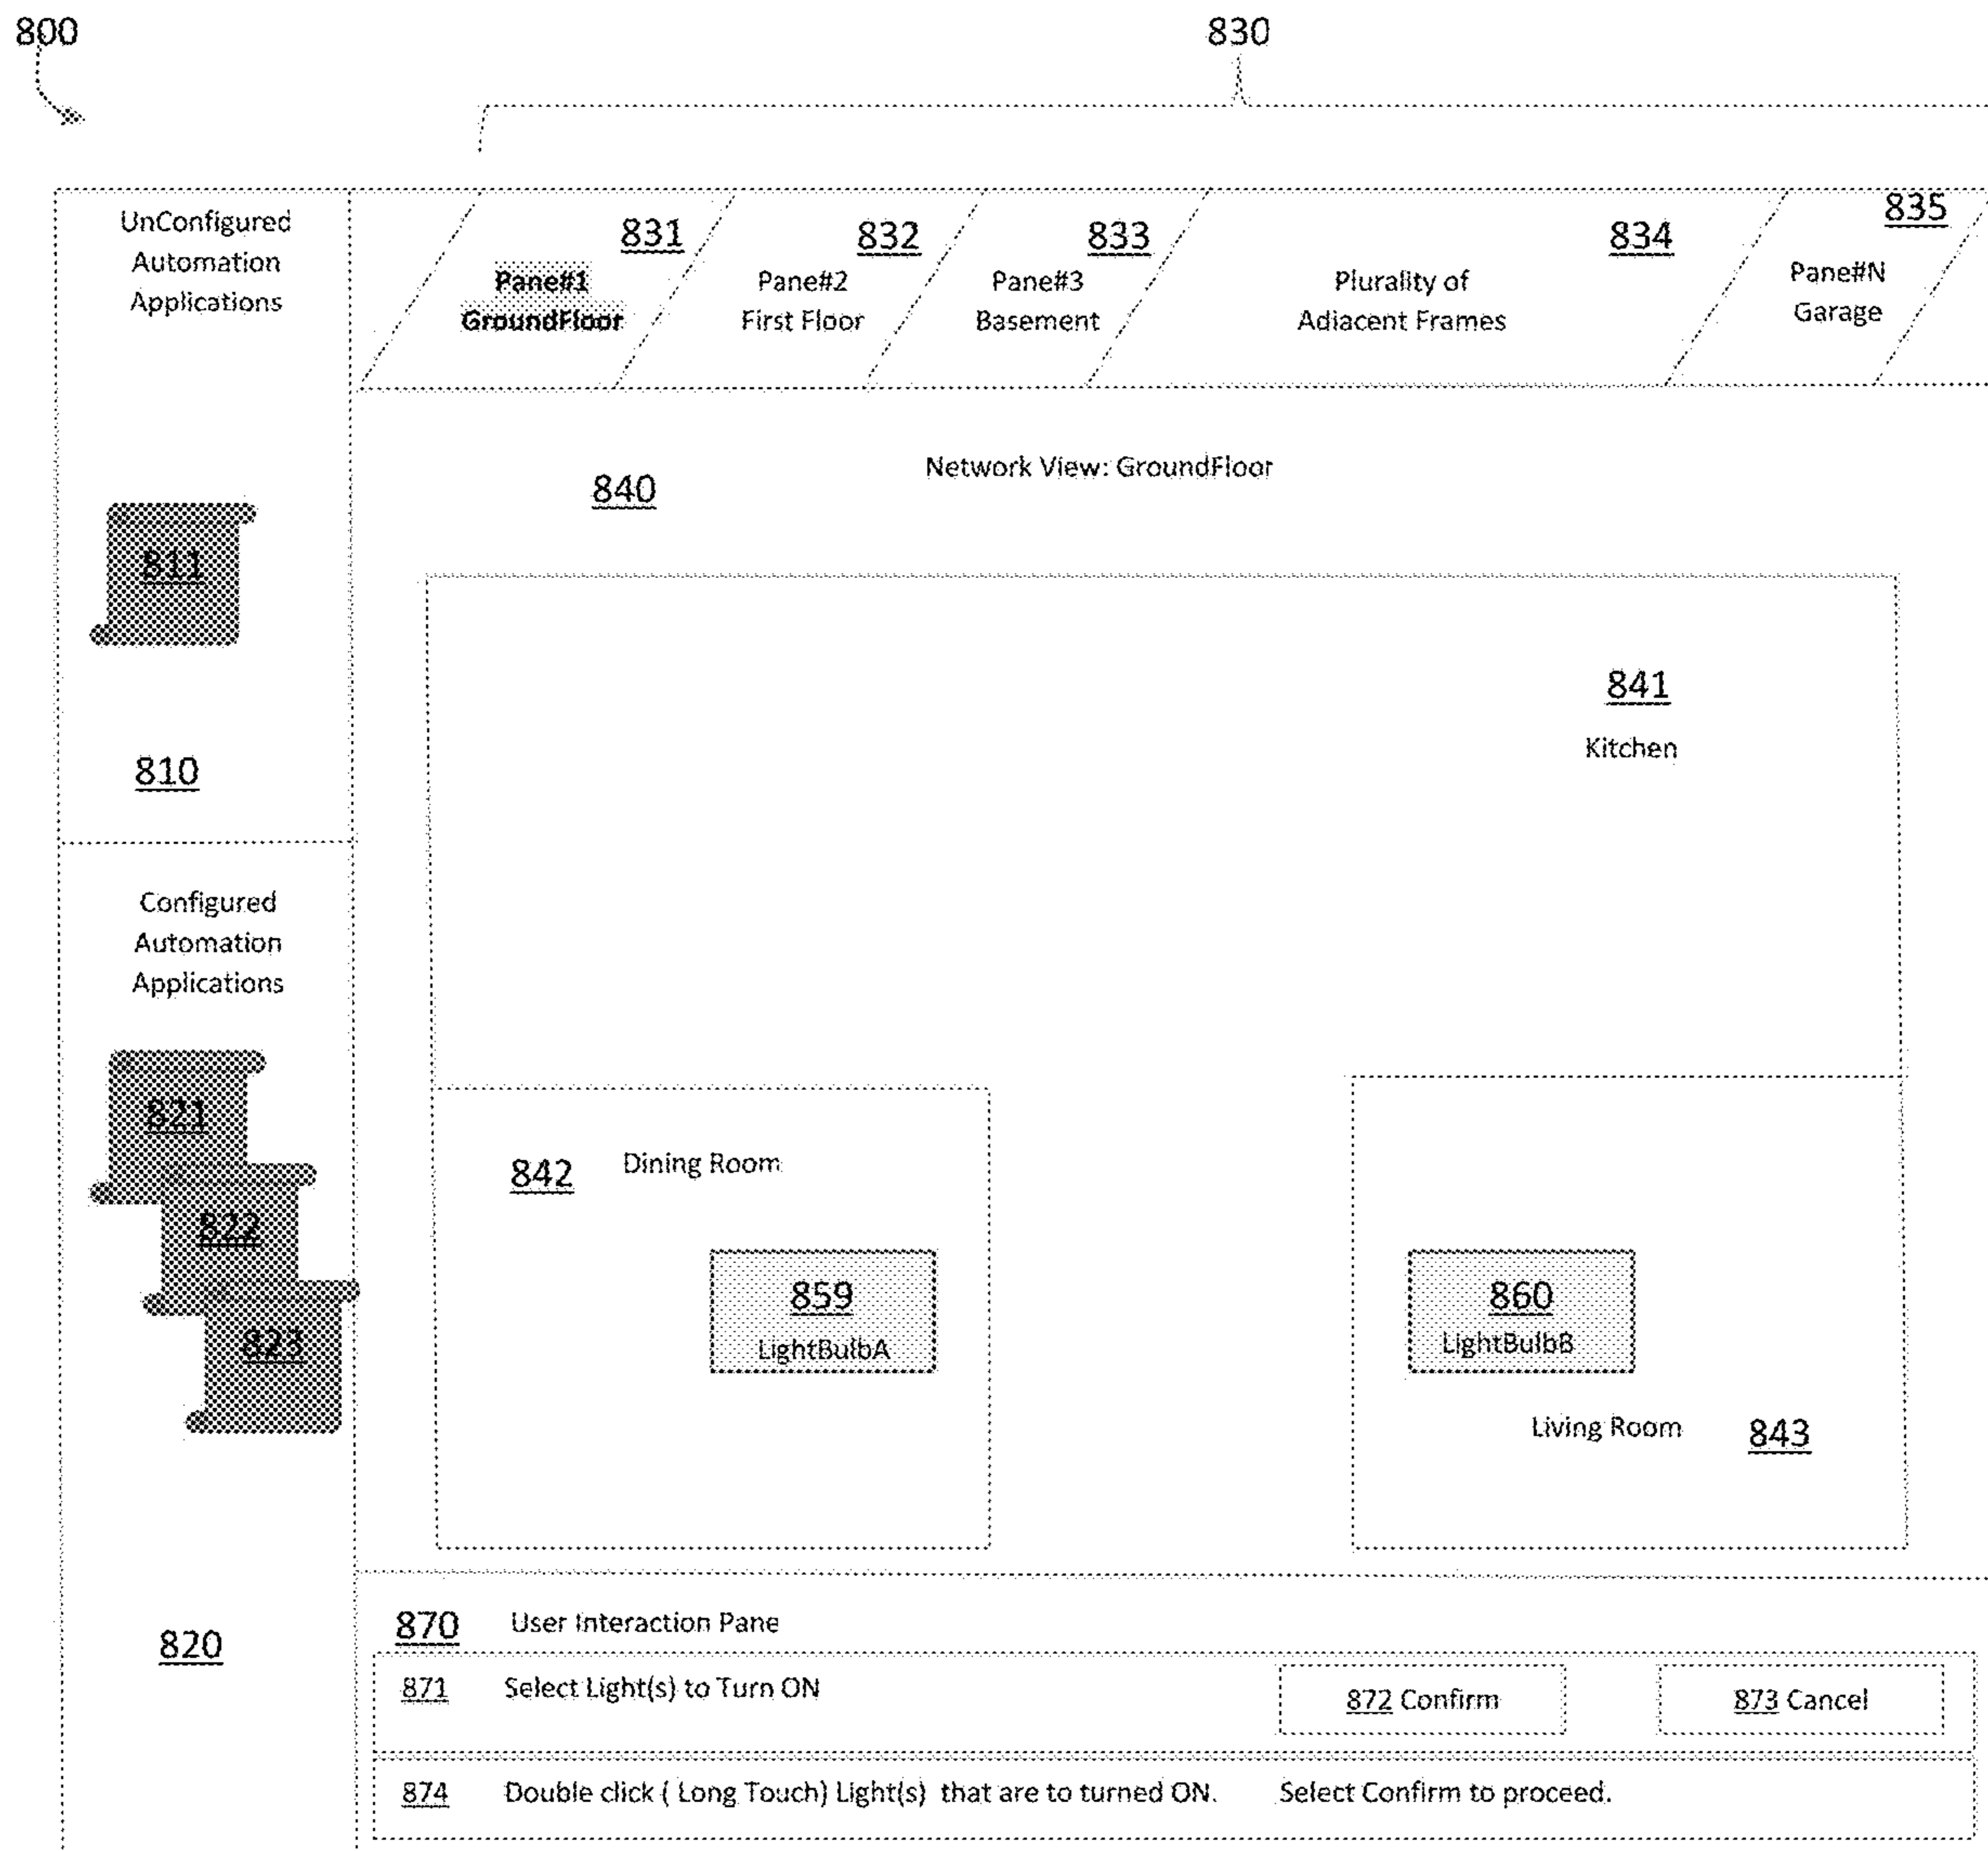 800
830
UnConfigured
Automation
Applications
811
810
831
Pane#1
GroundFloor
832
Pane#2
First Floor
833
Pane#3
Basement
834
Plurality of
Adiacent Frames
835
Pane#N
Garage
Network View: GroundFloor
840
841
Kitchen
Configured
Automation
Applications
821
822
823
820
842 Dining Room
859
LightBulbA
860
LightBulbB
Living Room 843
870 User Interaction Pane
871 Select Light(s) to Turn ON
872 Confirm
873 Cancel
874 Double click ( Long Touch) Light(s) that are to turned ON. Select Confirm to proceed.